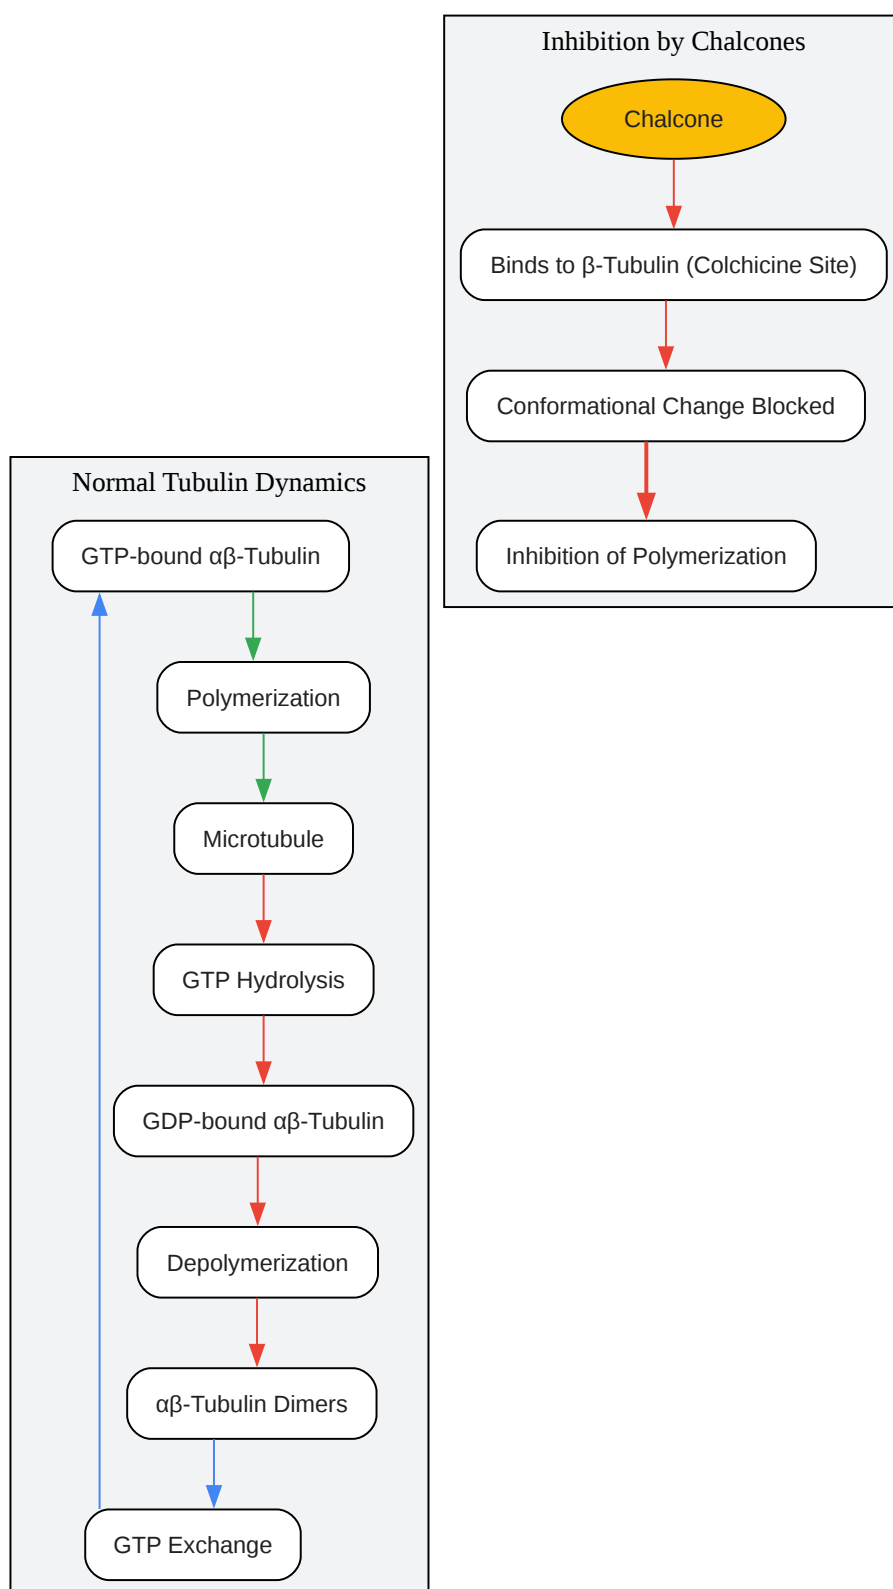 Inhibition by Chalcones
Chalcone
Binds to β-Tubulin (Colchicine Site)
Conformational Change Blocked
Inhibition of Polymerization
Normal Tubulin Dynamics
GTP-bound αβ-Tubulin
Polymerization
Microtubule
GTP Hydrolysis
GDP-bound αβ-Tubulin
Depolymerization
αβ-Tubulin Dimers
GTP Exchange